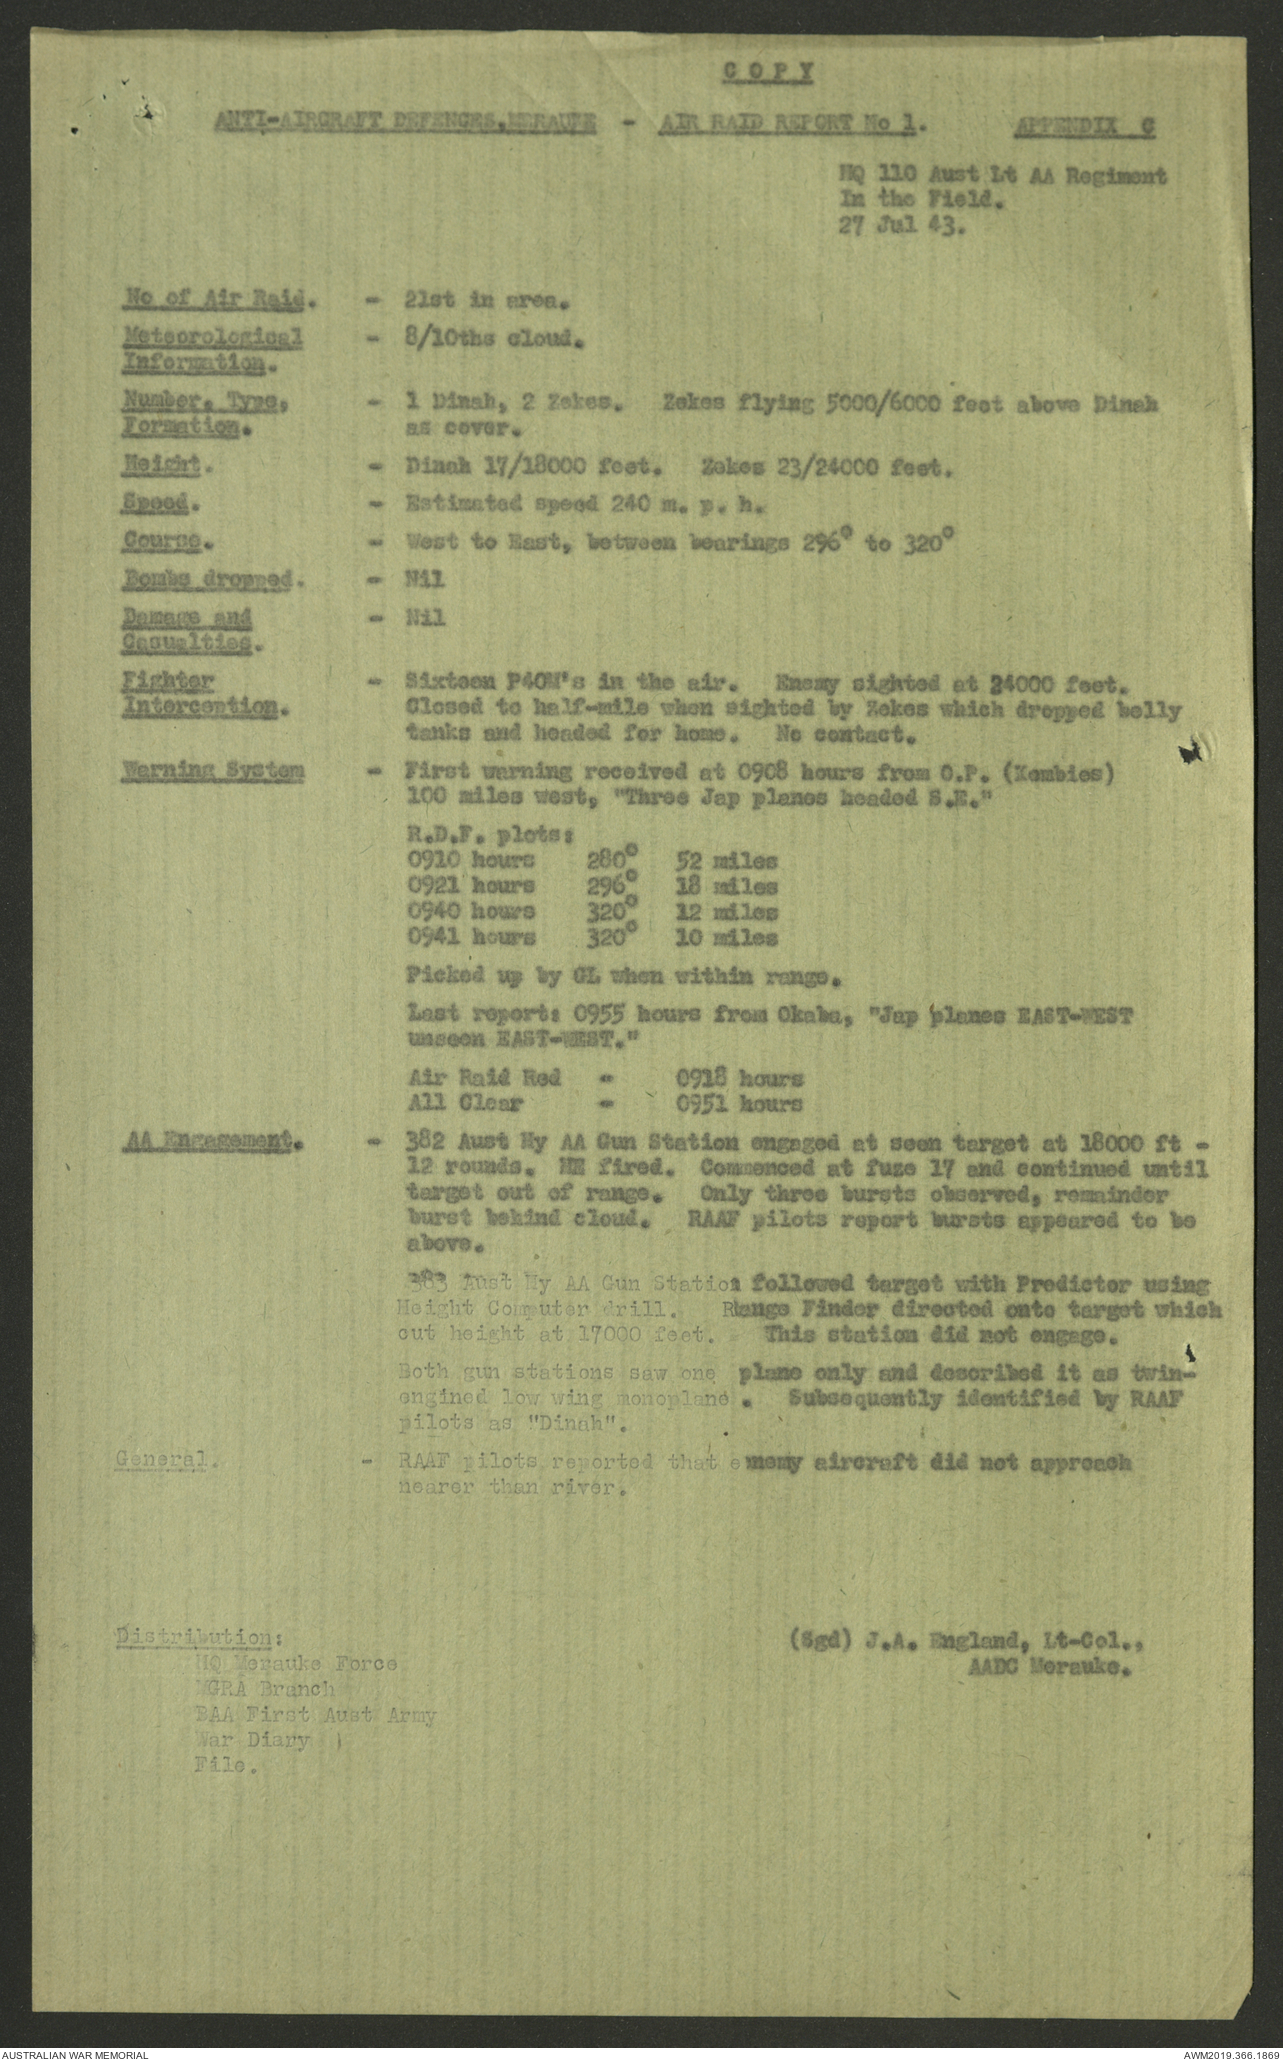 COPY
ANTI-AIRCRAFT DEFENCES, MERAUKE - AIR RAID REPORT No 1. APPENDIX C
HQ 110 Aust Lt AA Regiment
In the Field.
27 Jul 43.
No of Air Raid. - 21st in area.
Meteorological - 8/10ths cloud.
Information.
Number, Type, - 1 Dinah, 2 Zekes. Zekes flying 5000/6000 feet above Dinah
Formation. as cover.
Height. - Dinah 17/18000 feet. Zekes 23/24000 feet.
Speed. - Estimated speed 240 m. p. h.
Course. - West to East, between bearings 296° to 320°
Bombs dropped. - Nil
Damage and - Nil
Casualties.
Fighter - Sixteen P40M's in the air. Enemy sighted at 24000 feet.
Interception. Closed to half-mile when sighted by Zekes which dropped belly
tanks and headed for home. No contact.
Warning System - First warning received at 0908 hours from O.P. (Kombies)
100 miles west, "Three Jap planes headed S.E."
R.D.F. plots:
0910 hours 280° 52 miles
0921 hours 296° 18 miles
0940 hours 320° 12 miles
0941 hours 320° 10 miles
Picked up by GL when within range.
Last report: 0955 hours from Okaba, "Jap planes EAST-WEST
unseen EAST-WEST."
Air Raid Red - 0918 hours
All Clear - 0951 hours
AA Engagement. - 382 Aust Hy AA Gun Station engaged at seen target at 18000 ft -
12 rounds. HE fired. Commenced at fuze 17 and continued until
target out of range. Only three bursts observed, remainder
burst behind cloud. RAAF pilots report bursts appeared to be
above.
383 Aust Hy AA Gun Station followed target with Predictor using
Height Computer drill. Range Finder directed onto target which
cut height at 17000 feet. This station did not engage.
Both gun stations saw one plane only and described it as twin-
engined low wing monoplane. Subsequently identified by RAAF
pilots as "Dinah".
General. - RAAF pilots reported that enemy aircraft did not approach
nearer than river.
Distribution: (Sgd) J.A. England, Lt-Col.,
HQ Merauke Force AADC Merauke.
MGRA Branch
BAA First Aust Army
War Diary
File.
AUSTRALIAN WAR MEMORIAL AWM2019.366.1869